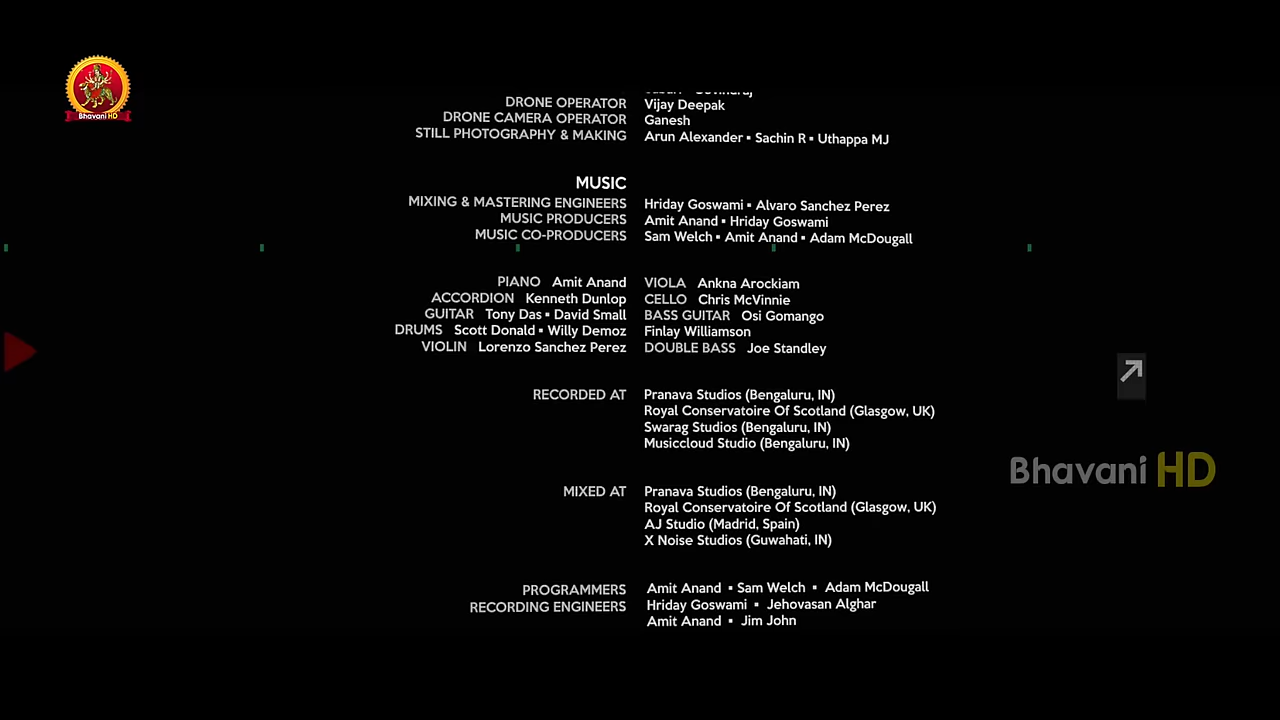 Bhavani HD
DRONE OPERATOR Vijay Deepak
DRONE CAMERA OPERATOR Ganesh
STILL PHOTOGRAPHY & MAKING Arun Alexander ▪ Sachin R ▪ Uthappa MJ
MUSIC
MIXING & MASTERING ENGINEERS Hriday Goswami ▪ Alvaro Sanchez Perez
MUSIC PRODUCERS Amit Anand ▪ Hriday Goswami
MUSIC CO-PRODUCERS Sam Welch ▪ Amit Anand ▪ Adam McDougall
PIANO Amit Anand VIOLA Ankna Arockiam
ACCORDION Kenneth Dunlop CELLO Chris McVinnie
GUITAR Tony Das ▪ David Small BASS GUITAR Osi Gomango
DRUMS Scott Donald ▪ Willy Demoz Finlay Williamson
VIOLIN Lorenzo Sanchez Perez DOUBLE BASS Joe Standley
RECORDED AT Pranava Studios (Bengaluru, IN)
Royal Conservatoire Of Scotland (Glasgow, UK)
Swarag Studios (Bengaluru, IN)
Musiccloud Studio (Bengaluru, IN)
Bhavani HD
MIXED AT Pranava Studios (Bengaluru, IN)
Royal Conservatoire Of Scotland (Glasgow, UK)
AJ Studio (Madrid, Spain)
X Noise Studios (Guwahati, IN)
PROGRAMMERS Amit Anand ▪ Sam Welch ▪ Adam McDougall
RECORDING ENGINEERS Hriday Goswami ▪ Jehovasan Alghar
Amit Anand ▪ Jim John